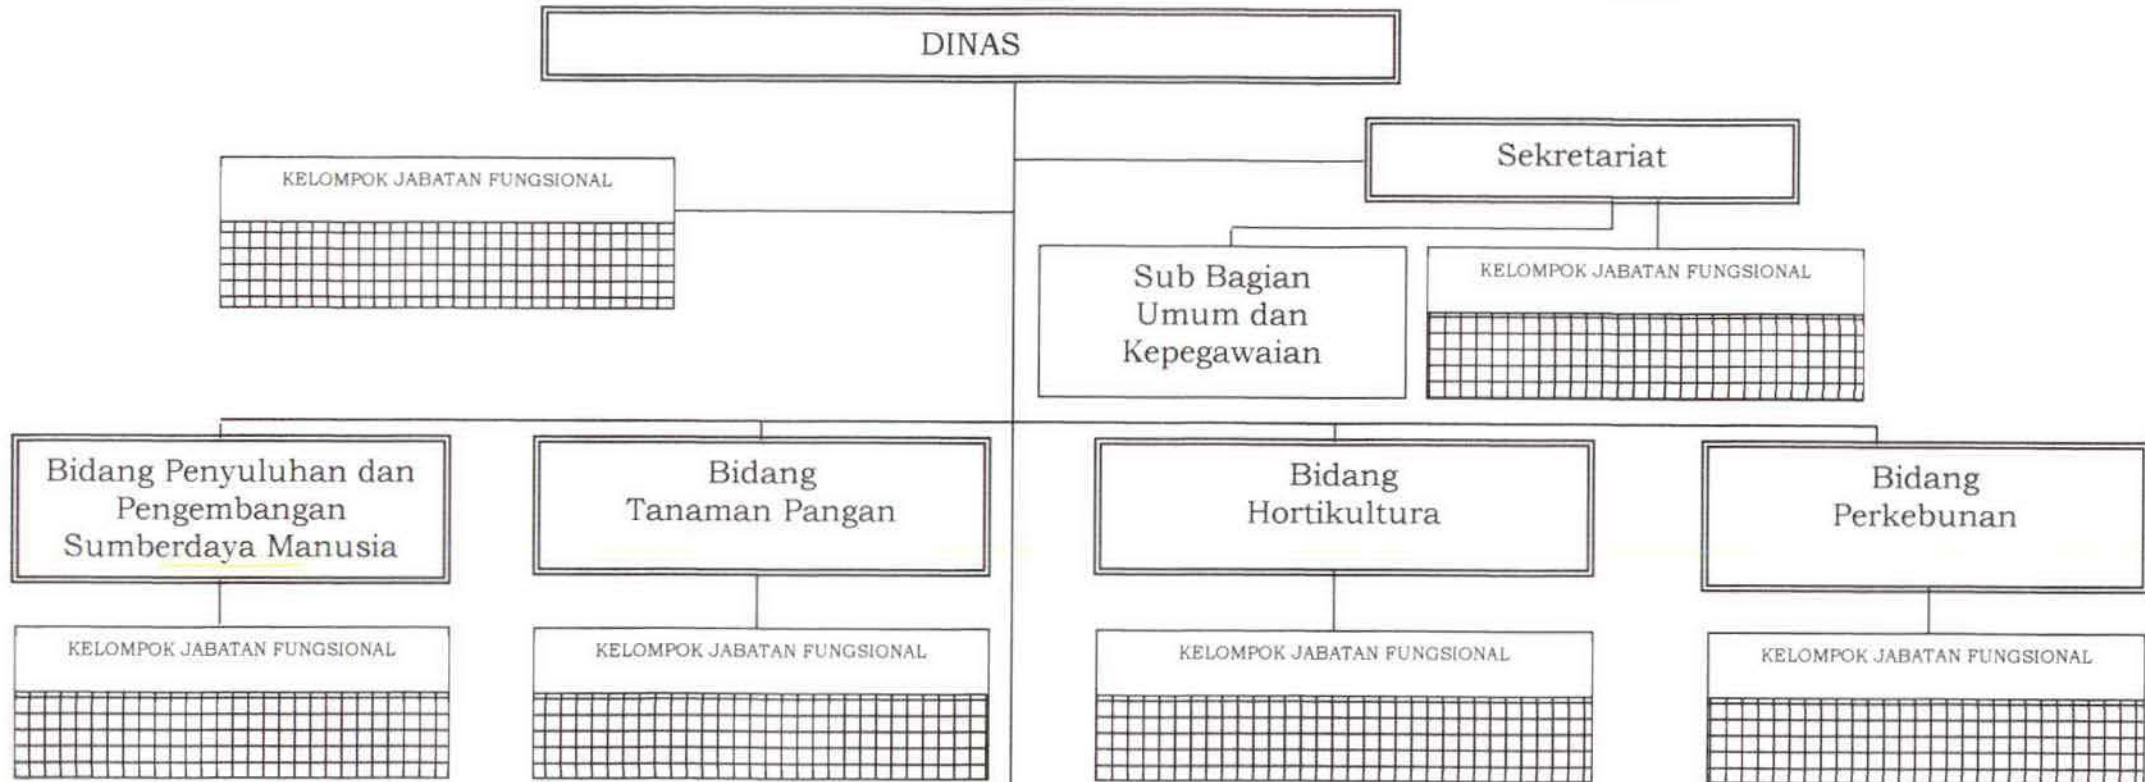 DINAS
Sekretariat
KELOMPOK JABATAN FUNGSIONAL
Sub Bagian
Umum dan
Kepegawaian
KELOMPOK JABATAN FUNGSIONAL
Bidang Penyuluhan dan
Pengembangan
Sumberdaya Manusia
Bidang
Tanaman Pangan
Bidang
Hortikultura
Bidang
Perkebunan
KELOMPOK JABATAN FUNGSIONAL
KELOMPOK JABATAN FUNGSIONAL
KELOMPOK JABATAN FUNGSIONAL
KELOMPOK JABATAN FUNGSIONAL